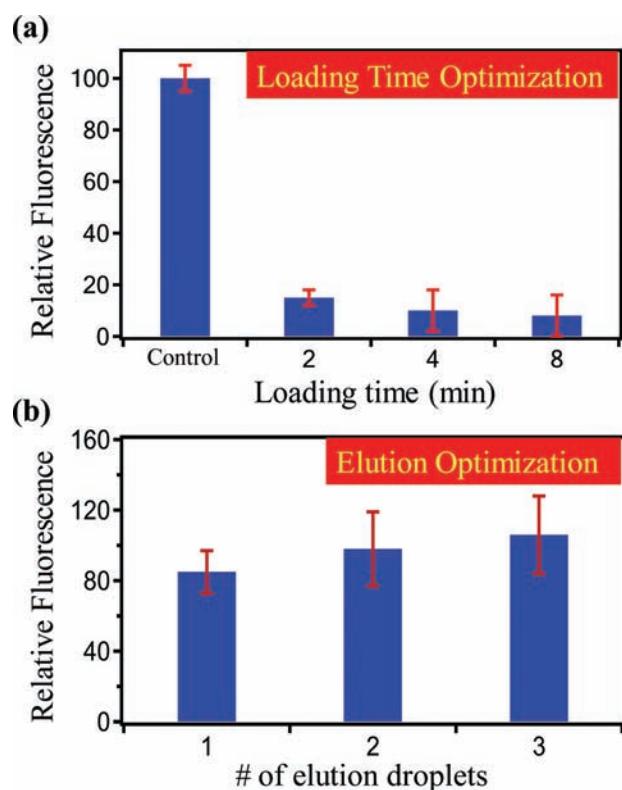 (a)
Loading Time Optimization
Relative Fluorescence
100
80
60
40
20
0
Control 2 4 8
Loading time (min)
(b)
Elution Optimization
Relative Fluorescence
160
120
80
40
0
1 2 3
# of elution droplets